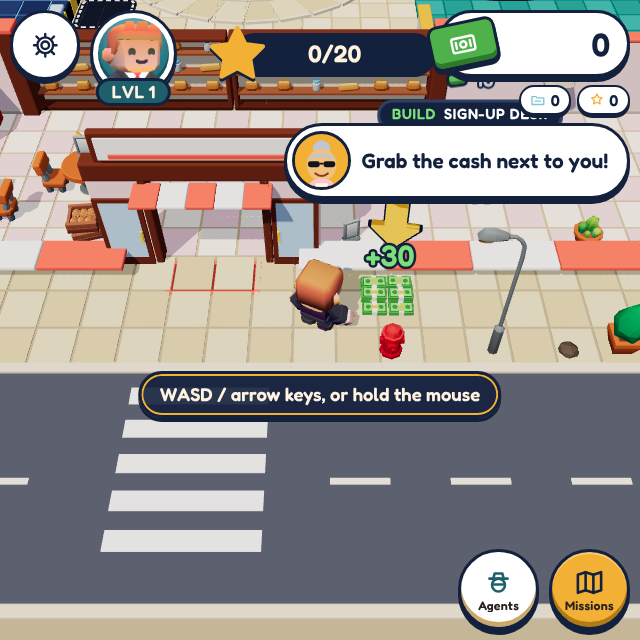 0/20
0
LVL 1
0
0
BUILD SIGN-UP DESK
Grab the cash next to you!
+30
WASD / arrow keys, or hold the mouse
Agents
Missions